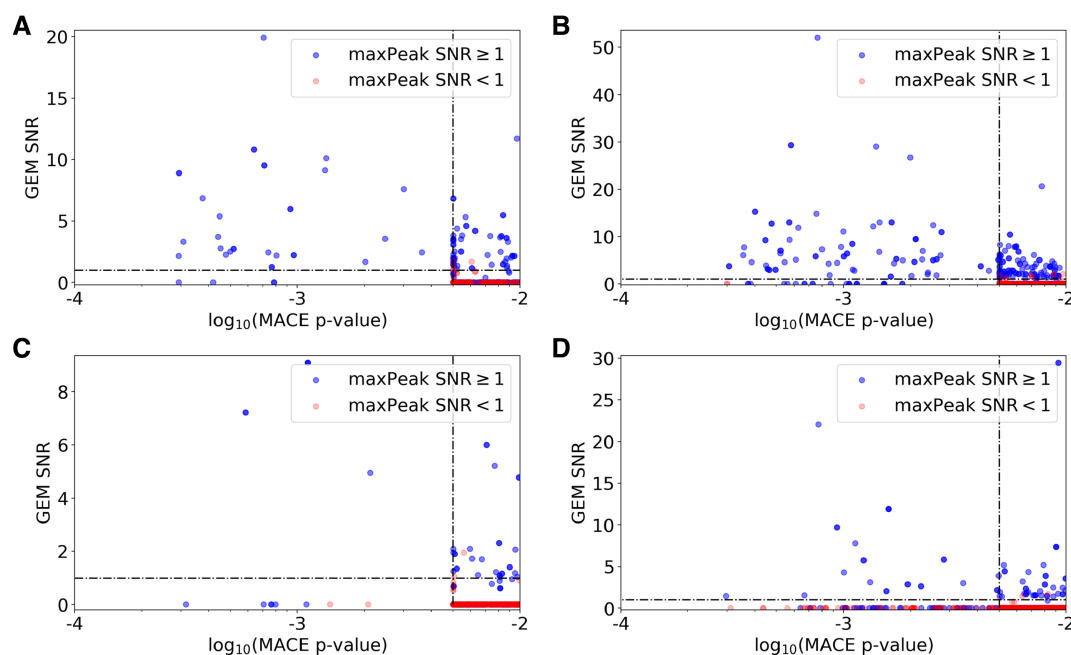 A
GEM SNR
20
15
10
5
0
maxPeak SNR ≥ 1
maxPeak SNR < 1
-4
-3
-2
log₁₀(MACE p-value)
B
GEM SNR
50
40
30
20
10
0
maxPeak SNR ≥ 1
maxPeak SNR < 1
-4
-3
-2
log₁₀(MACE p-value)
C
GEM SNR
8
6
4
2
0
maxPeak SNR ≥ 1
maxPeak SNR < 1
-4
-3
-2
log₁₀(MACE p-value)
D
GEM SNR
30
25
20
15
10
5
0
maxPeak SNR ≥ 1
maxPeak SNR < 1
-4
-3
-2
log₁₀(MACE p-value)